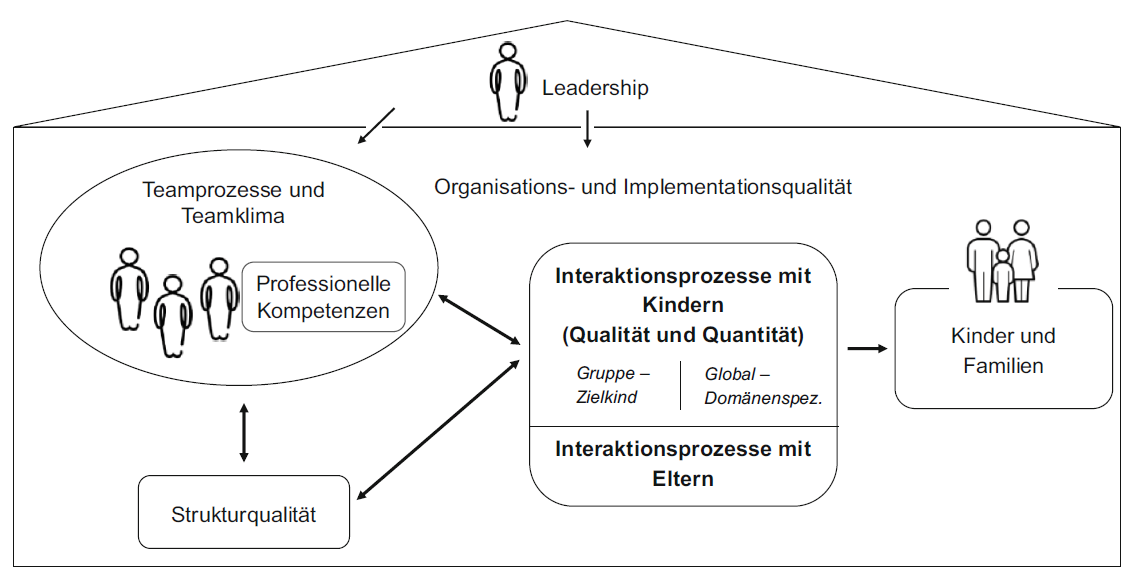 Leadership
Teamprozesse und
Teamklima
Organisations- und Implementationsqualität
Professionelle
Kompetenzen
Interaktionsprozesse mit
Kindern
(Qualität und Quantität)
Gruppe –
Zielkind
Global –
Domänenspez.
Interaktionsprozesse mit
Eltern
Kinder und
Familien
Strukturqualität